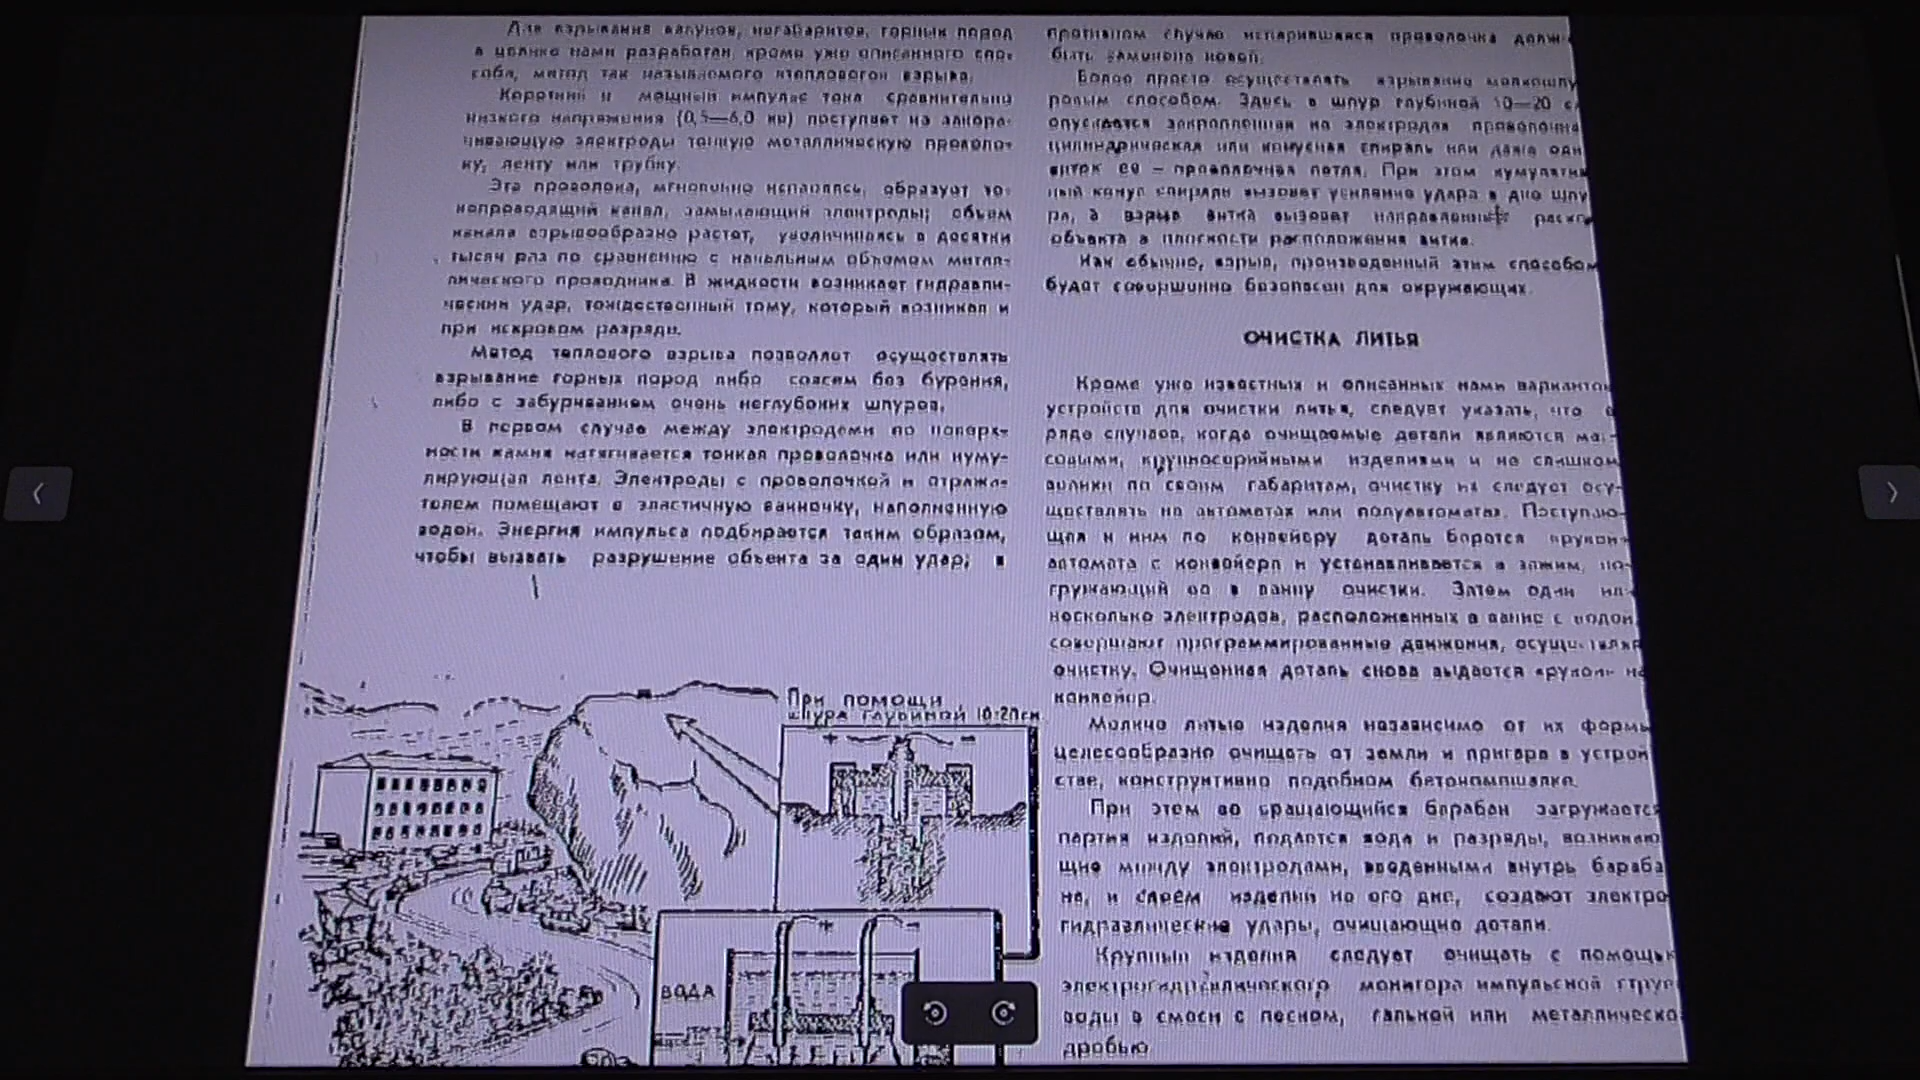 Для взрывания валунов, негабаритов, горных пород
в целике нами разработан, кроме уже описанного спо-
соба, метод так называемого «теплового» взрыва.
Короткий и мощный импульс тока сравнительно
низкого напряжения (0,5—6,0 кв) поступает на закора-
чивающую электроды тонкую металлическую проволо-
ку, ленту или трубку.
Эта проволока, мгновенно испаряясь, образует то-
копроводящий канал, замыкающий электроды; объем
канала взрывообразно растет, увеличиваясь в десятки
тысяч раз по сравнению с начальным объемом метал-
лического проводника. В жидкости возникает гидравли-
ческий удар, тождественный тому, который возникал и
при искровом разряде.
Метод теплового взрыва позволяет осуществлять
взрывание горных пород либо совсем без бурения,
либо с забуриванием очень неглубоких шпуров.
В первом случае между электродами по поверх-
ности камня натягивается тонкая проволочка или куму-
лирующая лента. Электроды с проволочкой и отража-
телем помещают в эластичную ванночку, наполненную
водой. Энергия импульса подбирается таким образом,
чтобы вызвать разрушение объекта за один удар; в
При помощи
шпура глубиной 10-20см
+ –
+ –
ВОДА
противном случае испарившаяся проволочка долж
быть заменена новой.
Более просто осуществлять взрывание мелкошпу
ровым способом. Здесь в шпур глубиной 10—20 с
опускается закрепленная на электродах проволочная
цилиндрическая или конусная спираль или даже оди
виток ее – проволочная петля. При этом кумулятив
ный конус спирали вызовет усиление удара в дно шпу
ра, а взрыв витка вызовет направленный раско
объекта в плоскости расположения витка.
Как обычно, взрыв, произведенный этим способом
будет совершенно безопасен для окружающих.
ОЧИСТКА ЛИТЬЯ
Кроме уже известных и описанных нами вариантов
устройств для очистки литья, следует указать, что в
ряде случаев, когда очищаемые детали являются мас-
совыми, крупносерийными изделиями и не слишком
велики по своим габаритам, очистку их следует осу-
ществлять на автоматах или полуавтоматах. Поступаю-
щая к ним по конвейеру деталь берется «рукой»
автомата с конвейера и устанавливается в зажим, по-
гружающий ее в ванну очистки. Затем один или
несколько электродов, расположенных в ванне с водой,
совершают программированные движения, осуществляя
очистку. Очищенная деталь снова выдается «рукой» на
конвейер.
Мелкие литые изделия независимо от их формы
целесообразно очищать от земли и пригара в устрой
стве, конструктивно подобном бетономешалке.
При этом во вращающийся барабан загружается
партия изделий, подается вода и разряды, возникаю
щие между электродами, введенными внутрь бараба
на, и слоем изделий на его дне, создают электро
гидравлические удары, очищающие детали.
Крупные изделия следует очищать с помощью
электрогидравлического монитора импульсной струе
воды в смеси с песком, галькой или металлическо
дробью